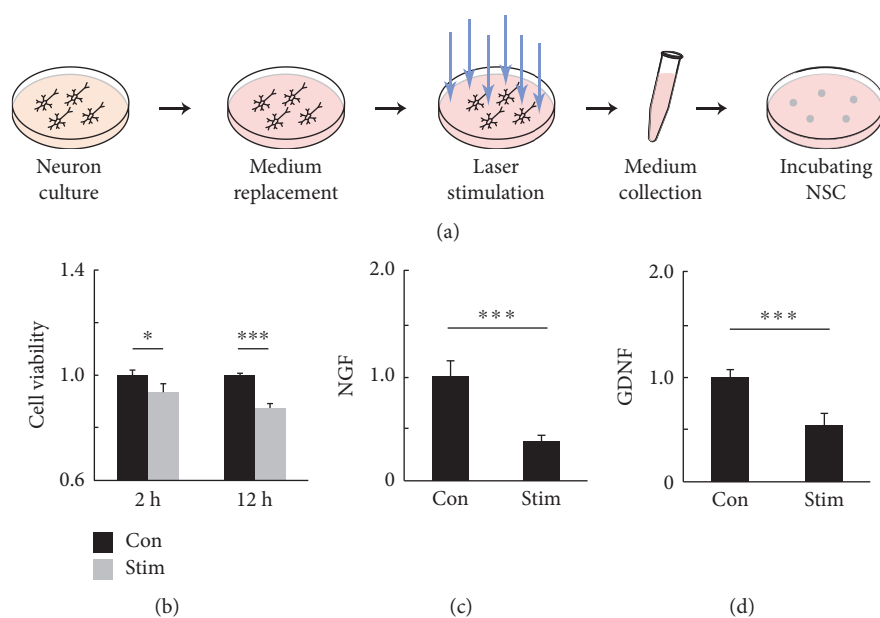 Neuron
culture
Medium
replacement
Laser
stimulation
Medium
collection
Incubating
NSC
(a)
1.4
1.0
0.6
Cell viability
*
***
2 h
12 h
Con
Stim
(b)
2.0
1.0
0
NGF
***
Con
Stim
(c)
2.0
1.0
0
GDNF
***
Con
Stim
(d)